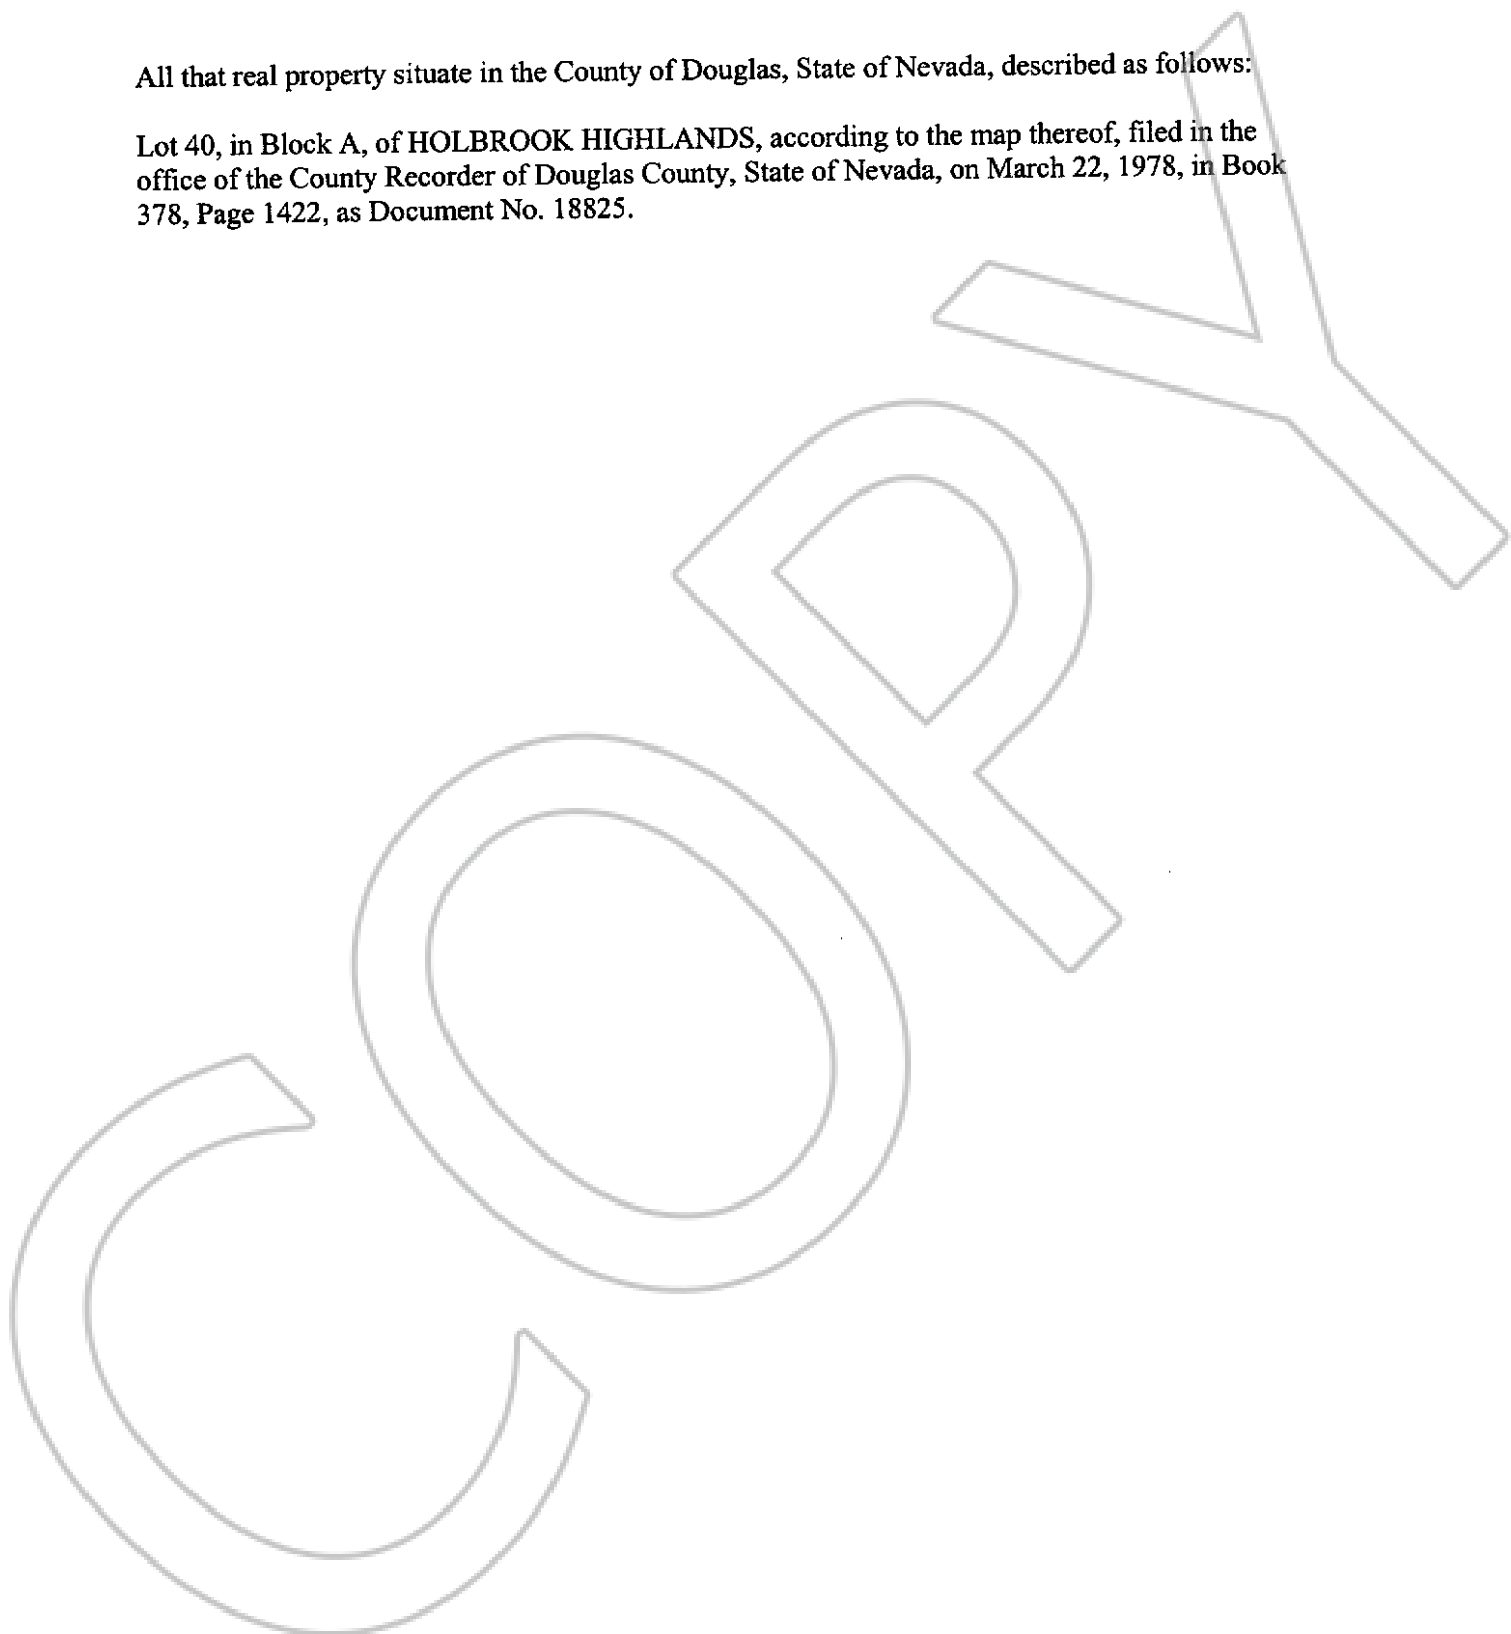 All that real property situate in the County of Douglas, State of Nevada, described as follows:
Lot 40, in Block A, of HOLBROOK HIGHLANDS, according to the map thereof, filed in the
office of the County Recorder of Douglas County, State of Nevada, on March 22, 1978, in Book
378, Page 1422, as Document No. 18825.
COPY